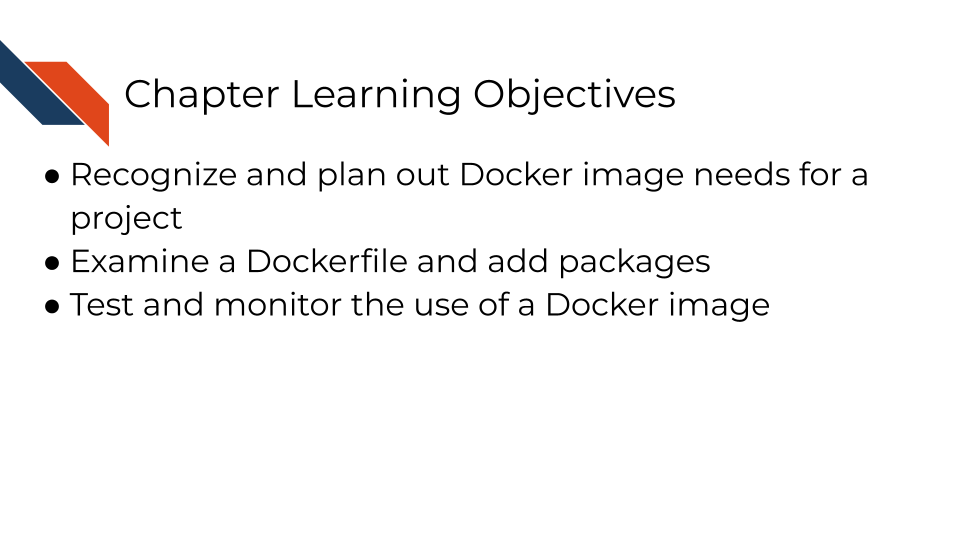 Chapter Learning Objectives
● Recognize and plan out Docker image needs for a
project
● Examine a Dockerfile and add packages
● Test and monitor the use of a Docker image